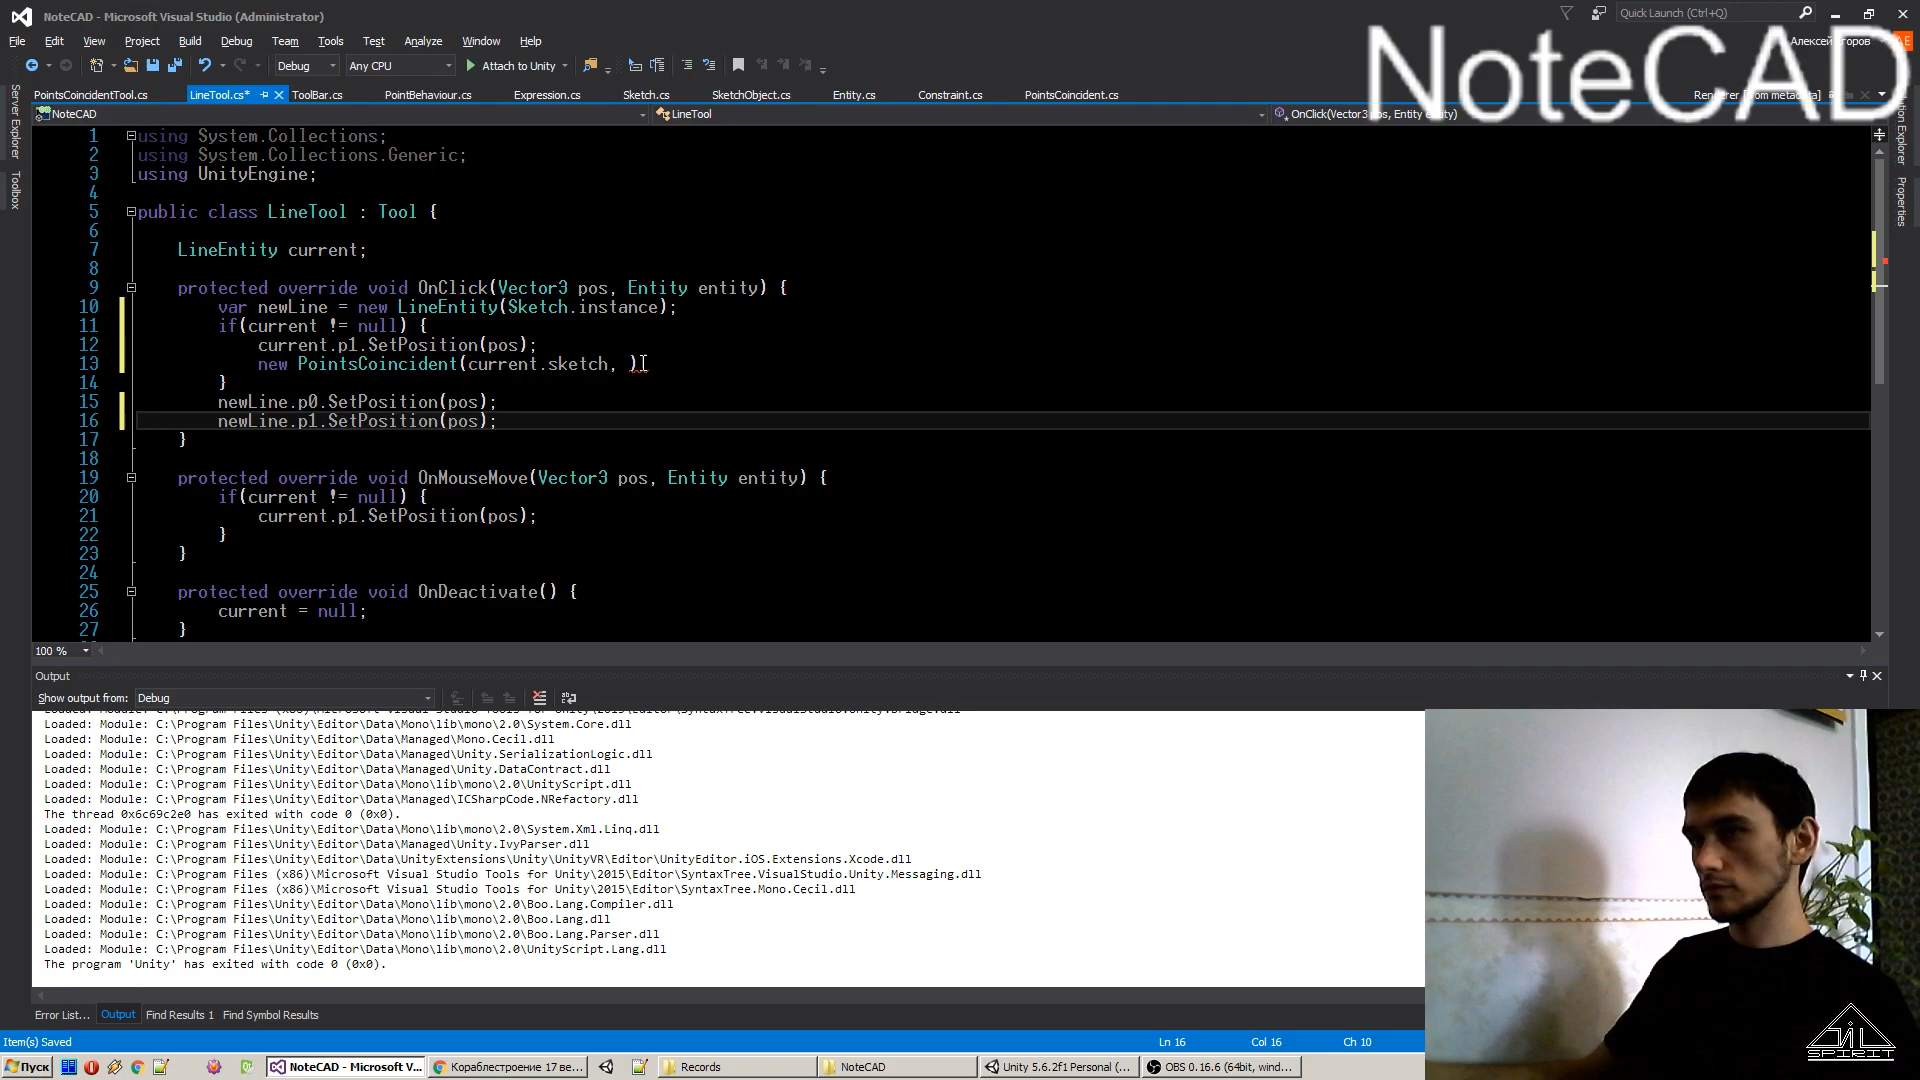 NoteCAD - Microsoft Visual Studio (Administrator)
Quick Launch (Ctrl+Q)
File Edit View Project Build Debug Team Tools Test Analyze Window Help
NoteCAD
Debug Any CPU Attach to Unity
PointsCoincidentTool.cs LineTool.cs* ToolBar.cs PointBehaviour.cs Expression.cs Sketch.cs SketchObject.cs Entity.cs Constraint.cs PointsCoincident.cs
NoteCAD LineTool OnClick(Vector3 pos, Entity entity)
Server Explorer
Toolbox
Properties
1 using System.Collections;
2 using System.Collections.Generic;
3 using UnityEngine;
4
5 public class LineTool : Tool {
6
7 LineEntity current;
8
9 protected override void OnClick(Vector3 pos, Entity entity) {
10 var newLine = new LineEntity(Sketch.instance);
11 if(current != null) {
12 current.p1.SetPosition(pos);
13 new PointsCoincident(current.sketch, )
14 }
15 newLine.p0.SetPosition(pos);
16 newLine.p1.SetPosition(pos);
17 }
18
19 protected override void OnMouseMove(Vector3 pos, Entity entity) {
20 if(current != null) {
21 current.p1.SetPosition(pos);
22 }
23 }
24
25 protected override void OnDeactivate() {
26 current = null;
27 }
100 %
Output
Show output from: Debug
Loaded: Module: C:\Program Files\Unity\Editor\Data\Mono\lib\mono\2.0\System.Core.dll
Loaded: Module: C:\Program Files\Unity\Editor\Data\Managed\Mono.Cecil.dll
Loaded: Module: C:\Program Files\Unity\Editor\Data\Managed\Unity.SerializationLogic.dll
Loaded: Module: C:\Program Files\Unity\Editor\Data\Managed\Unity.DataContract.dll
Loaded: Module: C:\Program Files\Unity\Editor\Data\Mono\lib\mono\2.0\UnityScript.dll
Loaded: Module: C:\Program Files\Unity\Editor\Data\Managed\ICSharpCode.NRefactory.dll
The thread 0x6c69c2e0 has exited with code 0 (0x0).
Loaded: Module: C:\Program Files\Unity\Editor\Data\Mono\lib\mono\2.0\System.Xml.Linq.dll
Loaded: Module: C:\Program Files\Unity\Editor\Data\Managed\Unity.IvyParser.dll
Loaded: Module: C:\Program Files\Unity\Editor\Data\UnityExtensions\Unity\UnityVR\Editor\UnityEditor.iOS.Extensions.Xcode.dll
Loaded: Module: C:\Program Files (x86)\Microsoft Visual Studio Tools for Unity\2015\Editor\SyntaxTree.VisualStudio.Unity.Messaging.dll
Loaded: Module: C:\Program Files (x86)\Microsoft Visual Studio Tools for Unity\2015\Editor\SyntaxTree.Mono.Cecil.dll
Loaded: Module: C:\Program Files\Unity\Editor\Data\Mono\lib\mono\2.0\Boo.Lang.Compiler.dll
Loaded: Module: C:\Program Files\Unity\Editor\Data\Mono\lib\mono\2.0\Boo.Lang.dll
Loaded: Module: C:\Program Files\Unity\Editor\Data\Mono\lib\mono\2.0\Boo.Lang.Parser.dll
Loaded: Module: C:\Program Files\Unity\Editor\Data\Mono\lib\mono\2.0\UnityScript.Lang.dll
The program 'Unity' has exited with code 0 (0x0).
Error List... Output Find Results 1 Find Symbol Results
Item(s) Saved Ln 16 Col 16 Ch 10
SPIRIT
Пуск NoteCAD - Microsoft V... Кораблестроение 17 ве... Records NoteCAD Unity 5.6.2f1 Personal (... OBS 0.16.6 (64bit, wind...